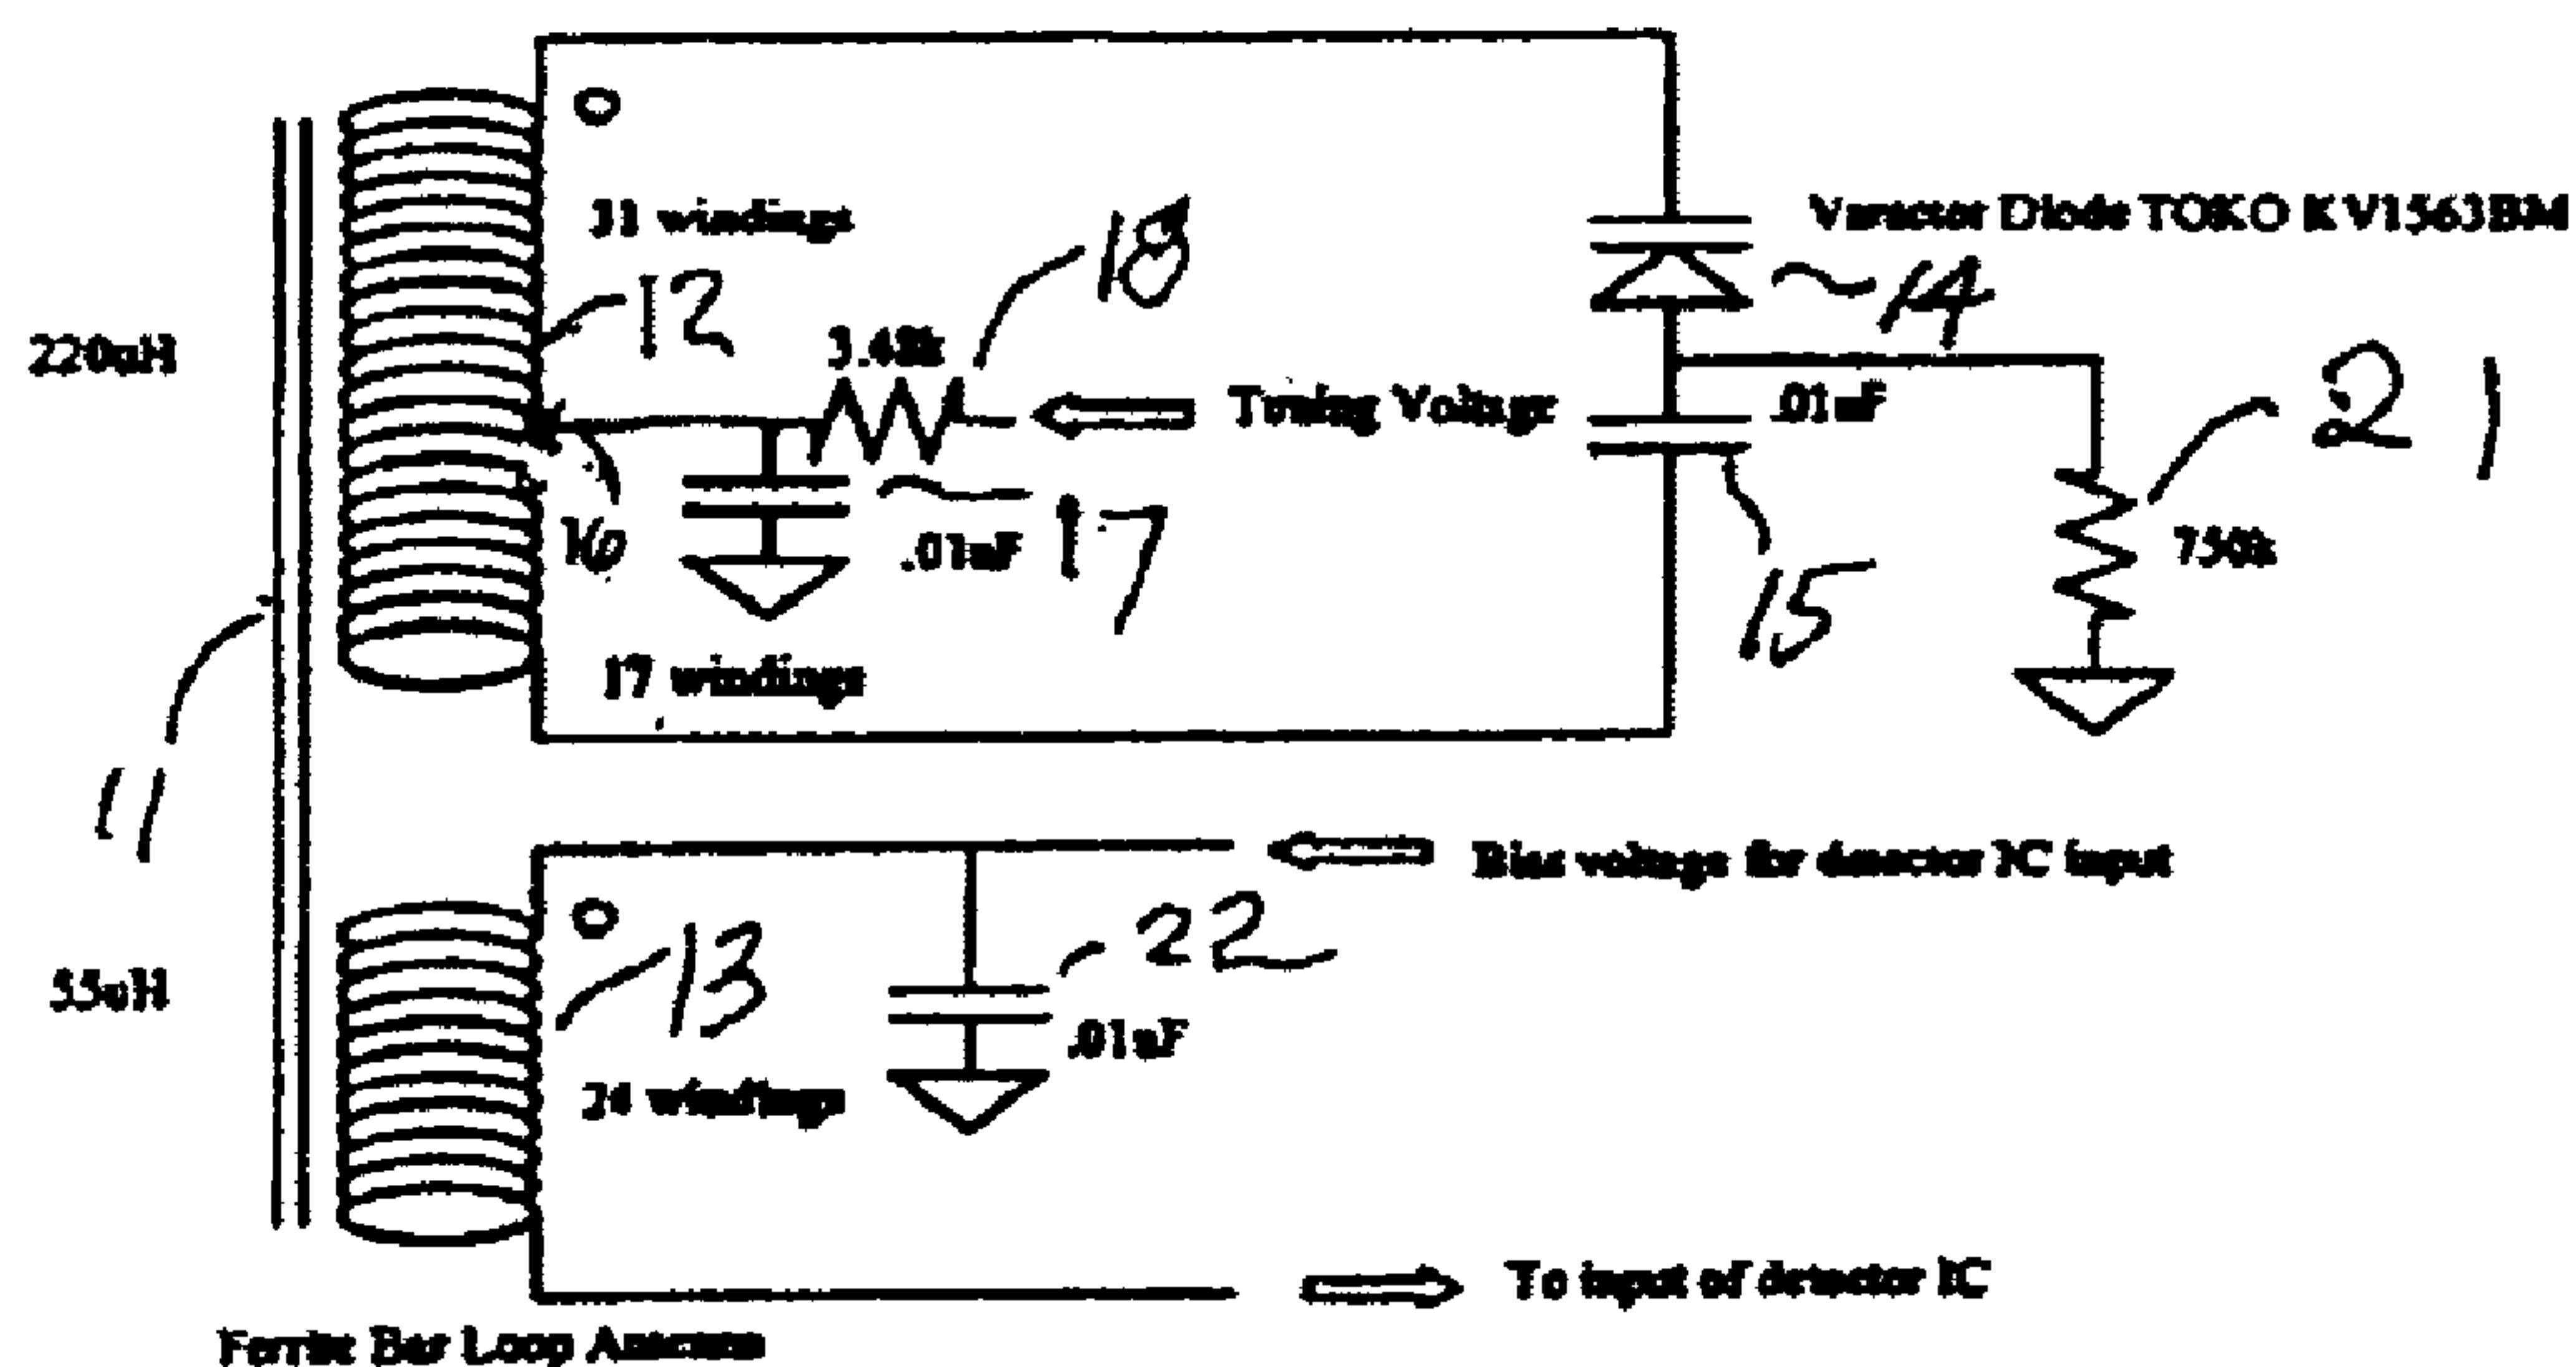 31 windings
Varactor Diode TOKO KV1563BM
18
12
14
220uH
3.48k
21
Tuning Voltage
.01uF
16
.01uF
17
750k
15
17 windings
11
Bias voltage for detector IC input
22
13
55uH
.01uF
24 windings
To input of detector IC
Ferrite Bar Loop Antenna